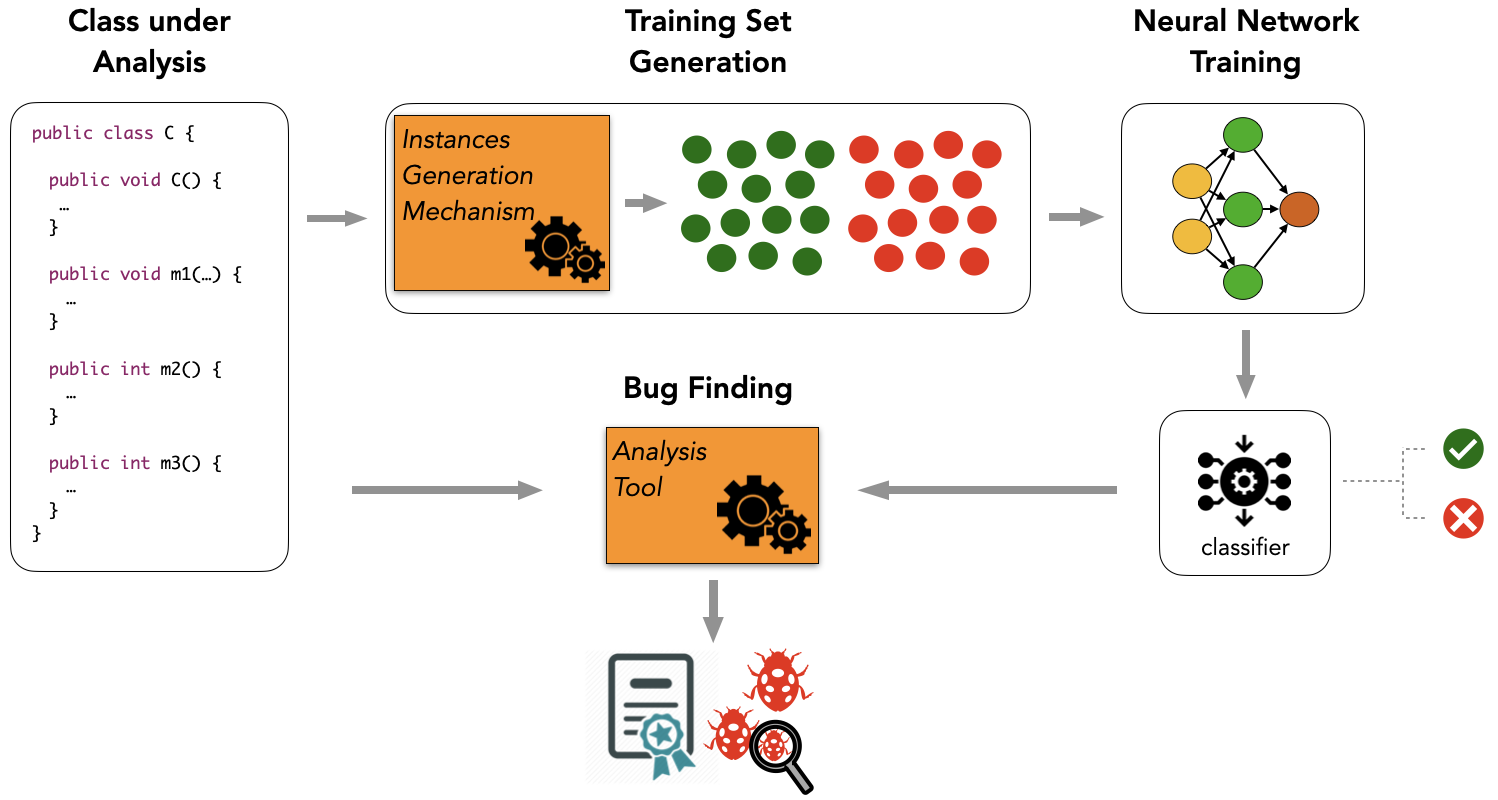 Class under
Analysis
Training Set
Generation
Neural Network
Training
public class C {
public void C() {
…
}
public void m1(…) {
…
}
public int m2() {
…
}
public int m3() {
…
}
}
Instances
Generation
Mechanism
Bug Finding
Analysis
Tool
classifier